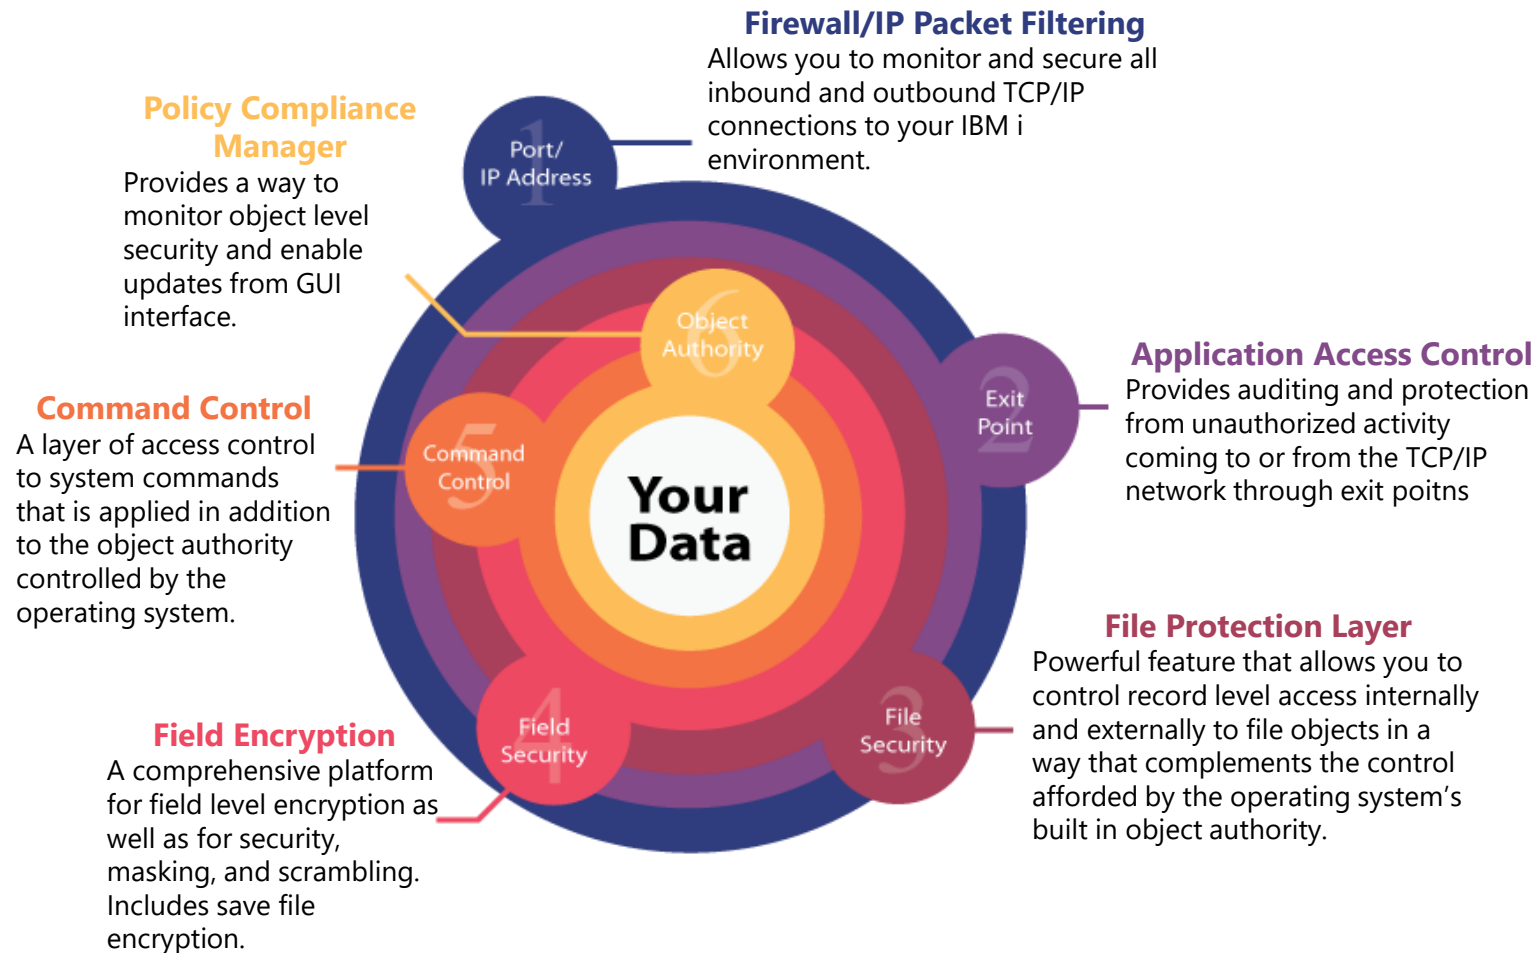 Firewall/IP Packet Filtering
Allows you to monitor and secure all
inbound and outbound TCP/IP
connections to your IBM i
environment.
Policy Compliance
Manager
Provides a way to
monitor object level
security and enable
updates from GUI
interface.
1
Port/
IP Address
6
Object
Authority
Application Access Control
Provides auditing and protection
from unauthorized activity
coming to or from the TCP/IP
network through exit poitns
2
Exit
Point
Command Control
A layer of access control
to system commands
that is applied in addition
to the object authority
controlled by the
operating system.
5
Command
Control
Your
Data
File Protection Layer
Powerful feature that allows you to
control record level access internally
and externally to file objects in a
way that complements the control
afforded by the operating system's
built in object authority.
3
File
Security
4
Field
Security
Field Encryption
A comprehensive platform
for field level encryption as
well as for security,
masking, and scrambling.
Includes save file
encryption.